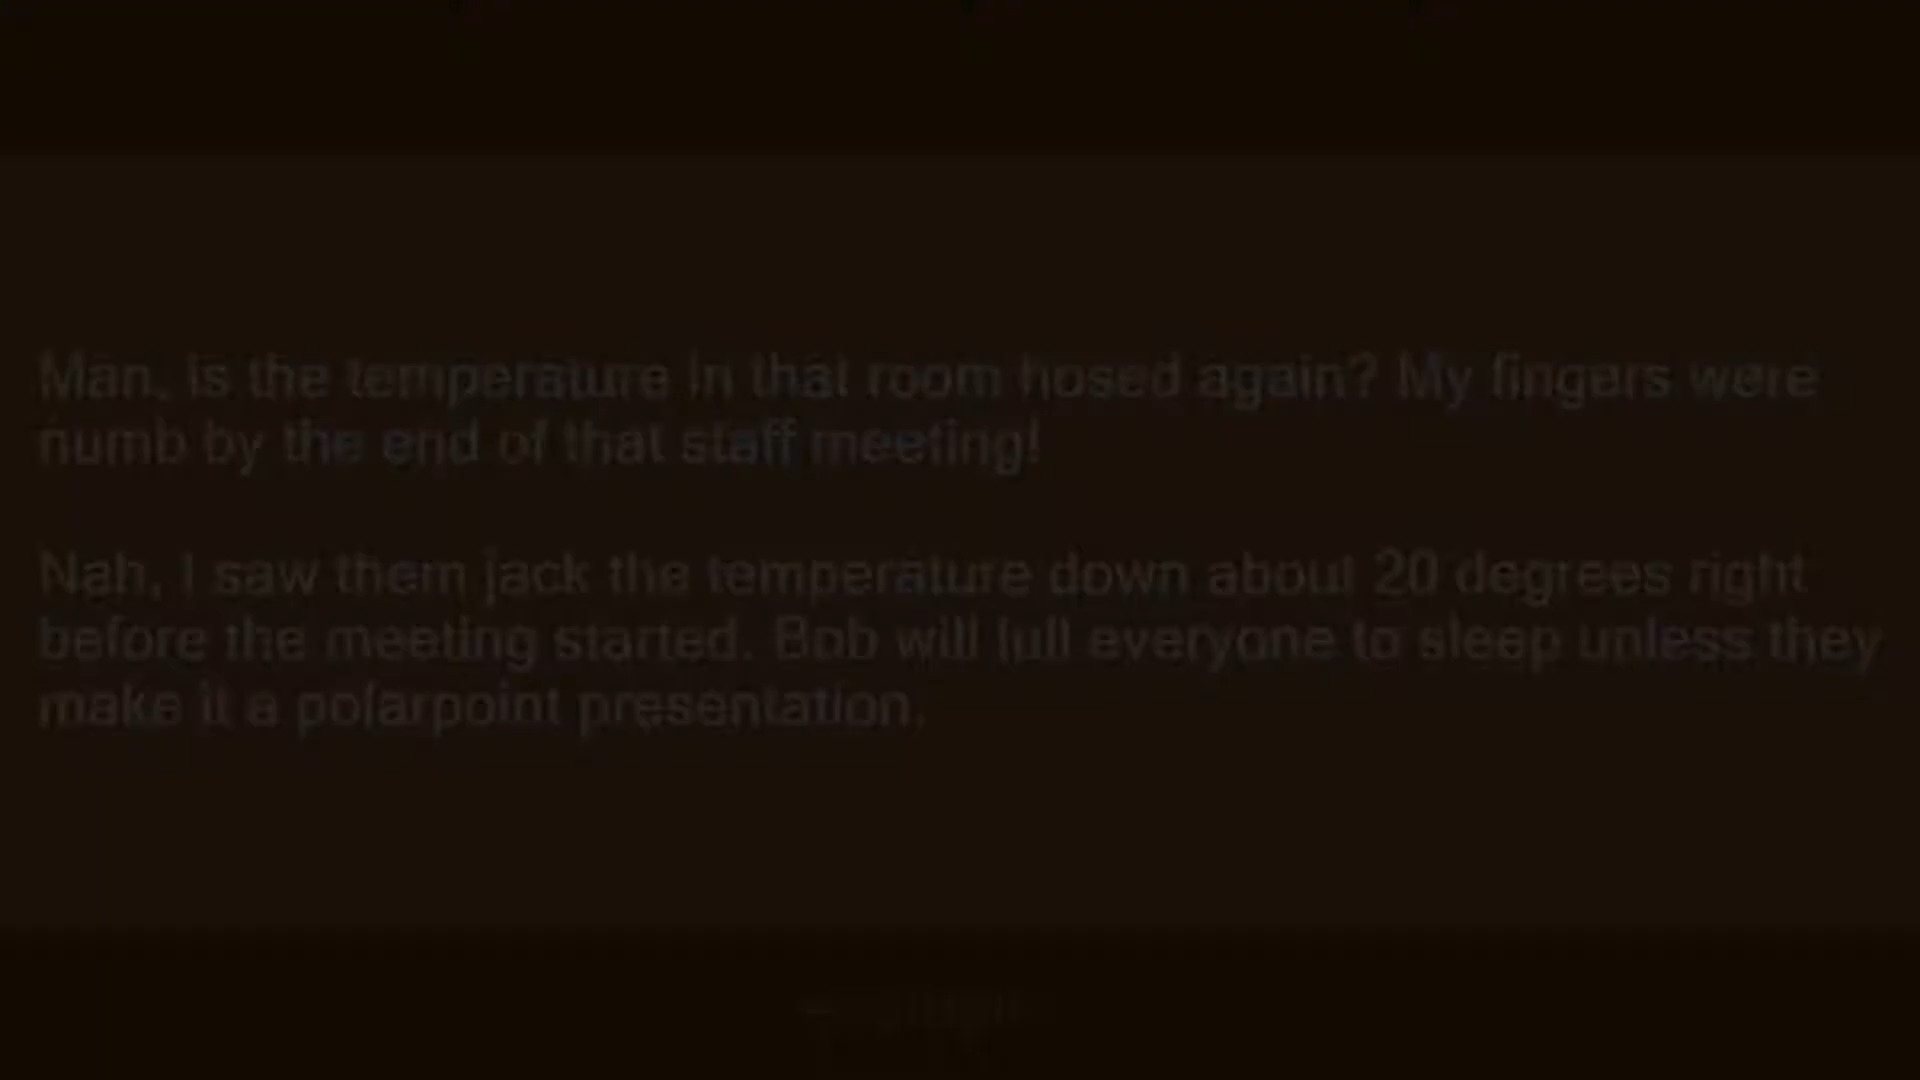 Man, is the temperature in that room hosed again? My fingers were
numb by the end of that staff meeting!
Nah, I saw them jack the temperature down about 20 degrees right
before the meeting started. Bob will lull everyone to sleep unless they
make it a polarpoint presentation.